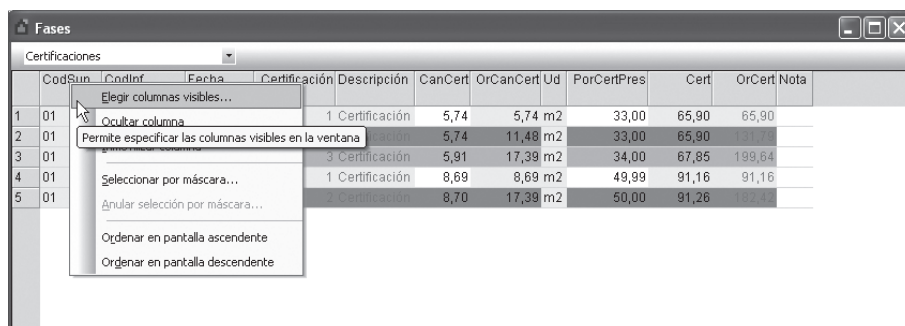 Fases
Certificaciones
CodSup CodInf Fecha Certificación Descripción CanCert OrCanCert Ud PorCertPres Cert OrCert Nota
Elegir columnas visibles...
1 01 Ocultar columna 1 Certificación 5,74 5,74 m2 33,00 65,90 65,90
Permite especificar las columnas visibles en la ventana
2 01 5,74 11,48 m2 33,00 65,90 131,79
3 01 3 Certificación 5,91 17,39 m2 34,00 67,85 199,64
4 01 Seleccionar por máscara... 1 Certificación 8,69 8,69 m2 49,99 91,16 91,16
5 01 Anular selección por máscara... 2 Certificación 8,70 17,39 m2 50,00 91,26 182,42
Ordenar en pantalla ascendente
Ordenar en pantalla descendente